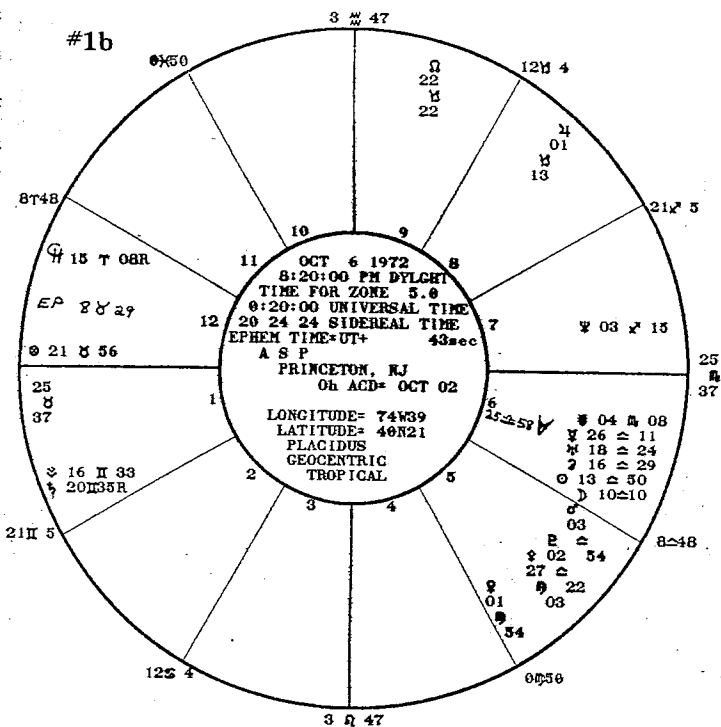 #1b
3 ♒ 47
0♓50
12♑ 4
☊
22
♑
22
♃
01
♑
13
8♈48
21♐ 5
10
9
11
8
OCT 6 1972
8:20:00 PM DYLGHT
TIME FOR ZONE 5.0
0:20:00 UNIVERSAL TIME
20 24 24 SIDEREAL TIME
EPHEM TIME=UT+ 43sec
A S P
PRINCETON, NJ
0h ACD= OCT 02
LONGITUDE= 74W39
LATITUDE= 40N21
PLACIDUS
GEOCENTRIC
TROPICAL
12
7
15 ♈ 08R
EP 8 ♉ 29
⊗ 21 ♉ 56
♆ 03 ♐ 15
25
♉
37
25
♏
37
1
6
25♎58
04 ♏ 08
☿ 26 ♎ 11
♅ 18 ♎ 24
⚳ 16 ♎ 29
☉ 13 ♎ 50
☽ 10♎10
♂
03
♇ ♎
⚴ 02 54
27 ♎
♍ 22
03
♀
01
♍
54
⚶ 16 ♊ 33
♄ 20♊35R
2
5
3
4
21♊ 5
8♎48
12♋ 4
0♍50
3 ♌ 47